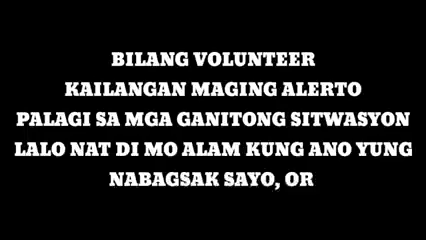 BILANG VOLUNTEER
KAILANGAN MAGING ALERTO
PALAGI SA MGA GANITONG SITWASYON
LALO NAT DI MO ALAM KUNG ANO YUNG
NABAGSAK SAYO, OR